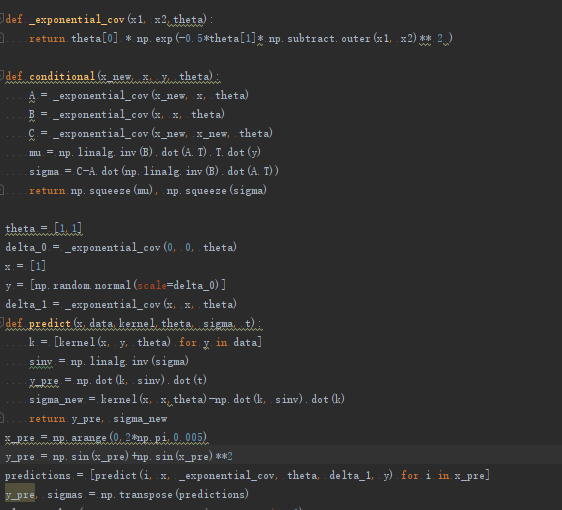 def _exponential_cov(x1, x2,theta):
return theta[0] * np.exp(-0.5*theta[1]* np.subtract.outer(x1, x2)** 2 )
def conditional(x_new, x, y, theta):
A = _exponential_cov(x_new, x, theta)
B = _exponential_cov(x, x, theta)
C = _exponential_cov(x_new, x_new, theta)
mu = np.linalg.inv(B).dot(A.T).T.dot(y)
sigma = C-A.dot(np.linalg.inv(B).dot(A.T))
return np.squeeze(mu), np.squeeze(sigma)
theta = [1,1]
delta_0 = _exponential_cov(0, 0, theta)
x = [1]
y = [np.random.normal(scale=delta_0)]
delta_1 = _exponential_cov(x, x, theta)
def predict(x,data,kernel,theta, sigma, t):
k = [kernel(x, y, theta) for y in data]
sinv = np.linalg.inv(sigma)
y_pre = np.dot(k, sinv).dot(t)
sigma_new = kernel(x, x,theta)-np.dot(k, sinv).dot(k)
return y_pre, sigma_new
x_pre = np.arange(0,2*np.pi,0.005)
y_pre = np.sin(x_pre)+np.sin(x_pre)**2
predictions = [predict(i, x, _exponential_cov, theta, delta_1, y) for i in x_pre]
y_pre, sigmas = np.transpose(predictions)